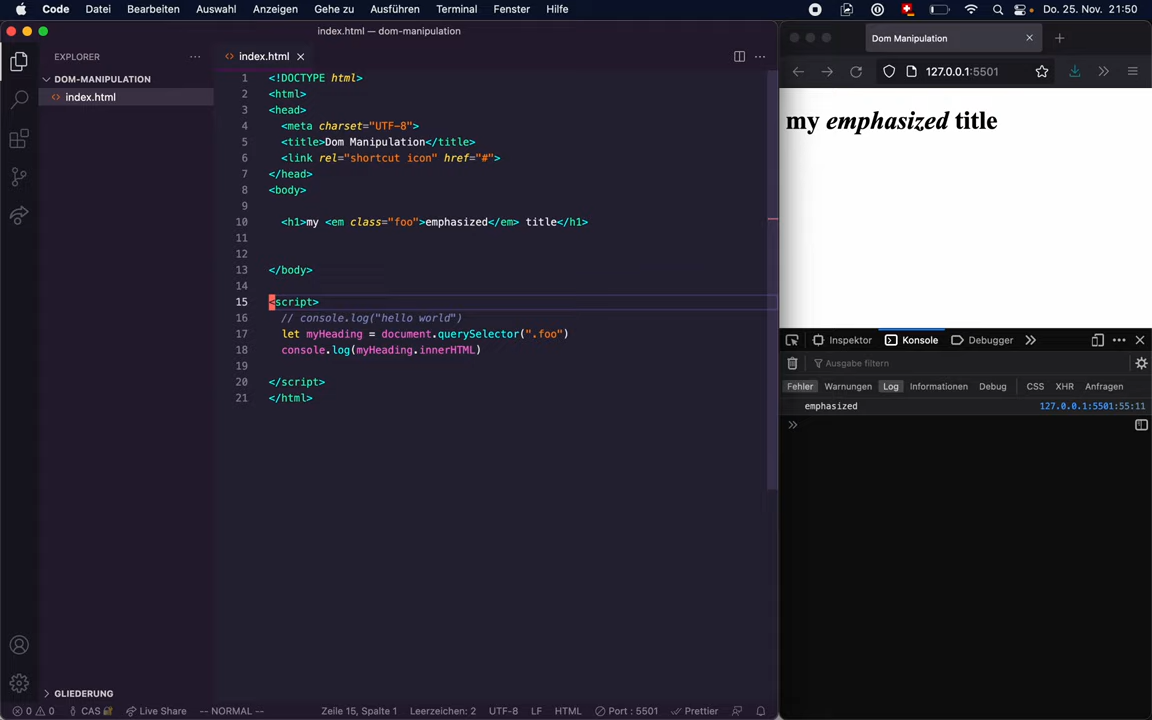 Code Datei Bearbeiten Auswahl Anzeigen Gehe zu Ausführen Terminal Fenster Hilfe Do. 25. Nov. 21:50
index.html — dom-manipulation
EXPLORER
DOM-MANIPULATION
index.html
index.html
1 <!DOCTYPE html>
2 <html>
3 <head>
4 <meta charset="UTF-8">
5 <title>Dom Manipulation</title>
6 <link rel="shortcut icon" href="#">
7 </head>
8 <body>
9
10 <h1>my <em class="foo">emphasized</em> title</h1>
11
12
13 </body>
14
15 <script>
16 // console.log("hello world")
17 let myHeading = document.querySelector(".foo")
18 console.log(myHeading.innerHTML)
19
20 </script>
21 </html>
GLIEDERUNG
0 0 CAS Live Share -- NORMAL -- Zeile 15, Spalte 1 Leerzeichen: 2 UTF-8 LF HTML Port : 5501 Prettier
Dom Manipulation
127.0.0.1:5501
my emphasized title
Inspektor Konsole Debugger
Ausgabe filtern
Fehler Warnungen Log Informationen Debug CSS XHR Anfragen
emphasized 127.0.0.1:5501:55:11